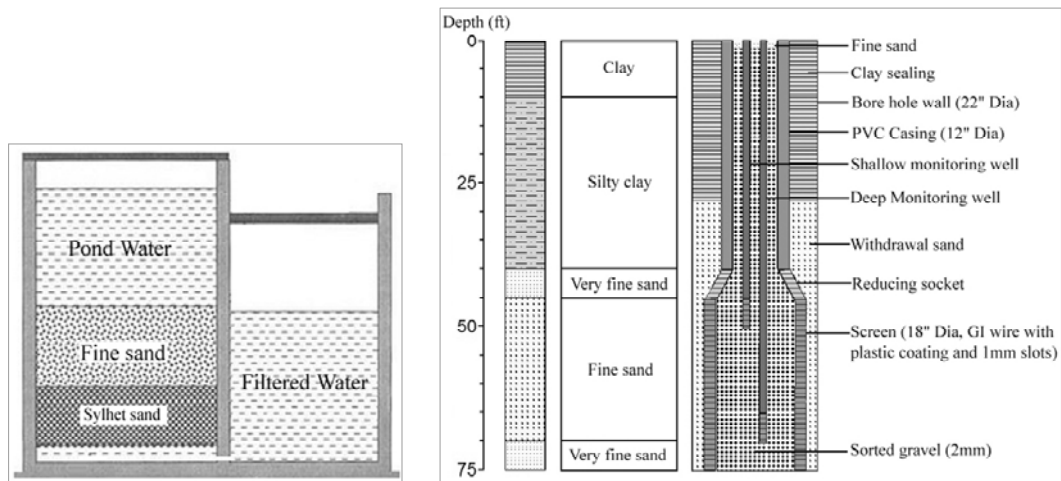 Pond Water
Fine sand
Sylhet sand
Filtered Water
Depth (ft)
0
25
50
75
Clay
Silty clay
Very fine sand
Fine sand
Very fine sand
Fine sand
Clay sealing
Bore hole wall (22" Dia)
PVC Casing (12" Dia)
Shallow monitoring well
Deep Monitoring well
Withdrawal sand
Reducing socket
Screen (18" Dia, GI wire with
plastic coating and 1mm slots)
Sorted gravel (2mm)